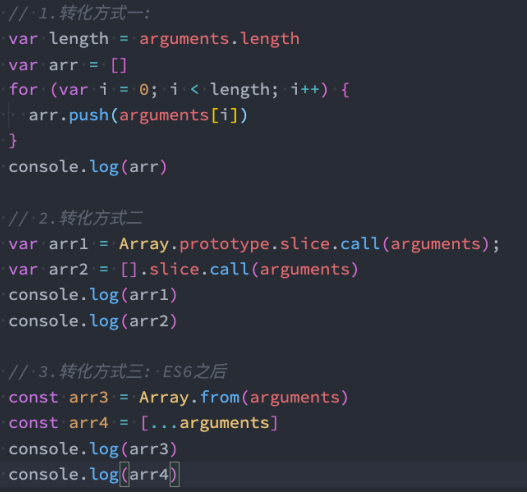 // 1.转化方式一:
var length = arguments.length
var arr = []
for (var i = 0; i < length; i++) {
  arr.push(arguments[i])
}
console.log(arr)

// 2.转化方式二
var arr1 = Array.prototype.slice.call(arguments);
var arr2 = [].slice.call(arguments)
console.log(arr1)
console.log(arr2)

// 3.转化方式三: ES6之后
const arr3 = Array.from(arguments)
const arr4 = [...arguments]
console.log(arr3)
console.log(arr4)